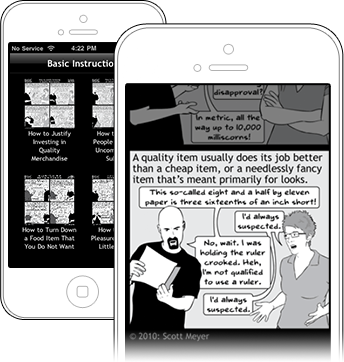 No Service 4:22 PM
Basic Instructio
How to Justify
Investing in
Quality
Merchandise
How
People
Uncon
Sub
How to Turn Down
a Food Item That
You Do Not Want
How
Pleasure
Little
disapproval!
In metric, all the
way up to 10,000
milliscorns!
A quality item usually does its job better
than a cheap item, or a needlessly fancy
item that's meant primarily for looks.
This so-called eight and a half by eleven
paper is three sixteenths of an inch short!
I'd always
suspected.
No, wait. I was
holding the
ruler
crooked. Heh,
I'm not qualified
to use a ruler.
I'd always
suspected.
© 2010: Scott Meyer